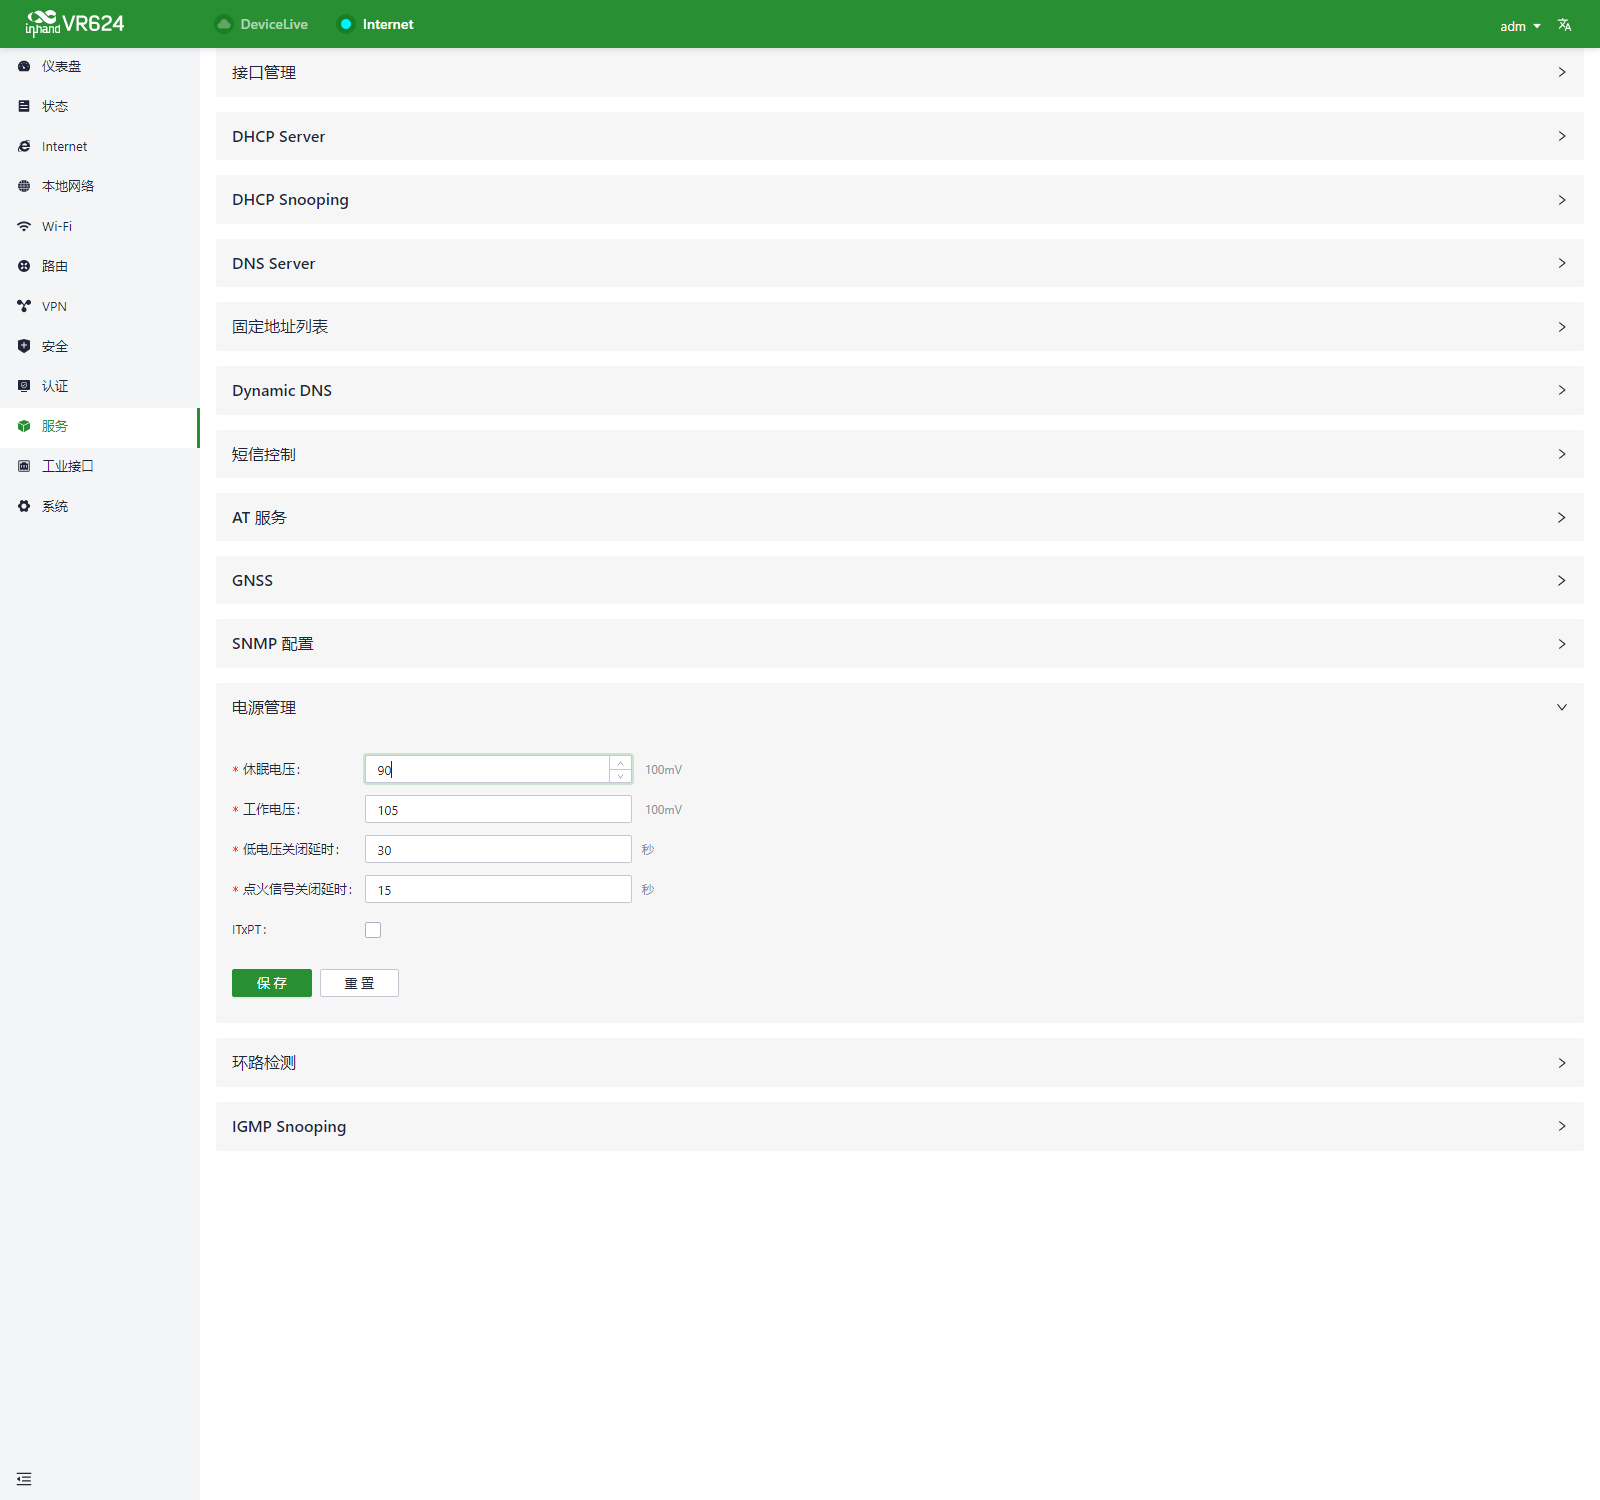 inhand VR624
DeviceLive
Internet
adm
仪表盘
状态
Internet
本地网络
Wi-Fi
路由
VPN
安全
认证
服务
工业接口
系统
接口管理
DHCP Server
DHCP Snooping
DNS Server
固定地址列表
Dynamic DNS
短信控制
AT 服务
GNSS
SNMP 配置
电源管理
* 休眠电压: 90 100mV
* 工作电压: 105 100mV
* 低电压关闭延时: 30 秒
* 点火信号关闭延时: 15 秒
ITxPT:
保存 重置
环路检测
IGMP Snooping